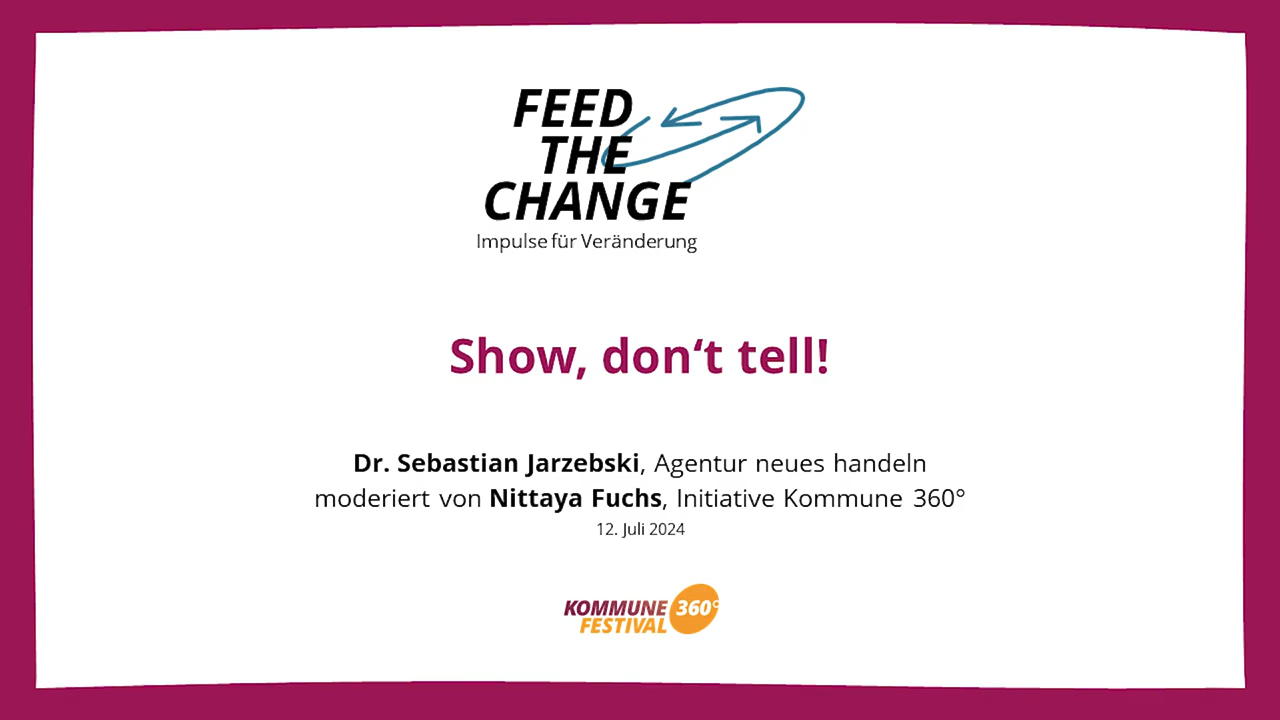 FEED
THE
CHANGE
Impulse für Veränderung
Show, don‘t tell!
Dr. Sebastian Jarzebski, Agentur neues handeln
moderiert von Nittaya Fuchs, Initiative Kommune 360°
12. Juli 2024
KOMMUNE 360°
FESTIVAL